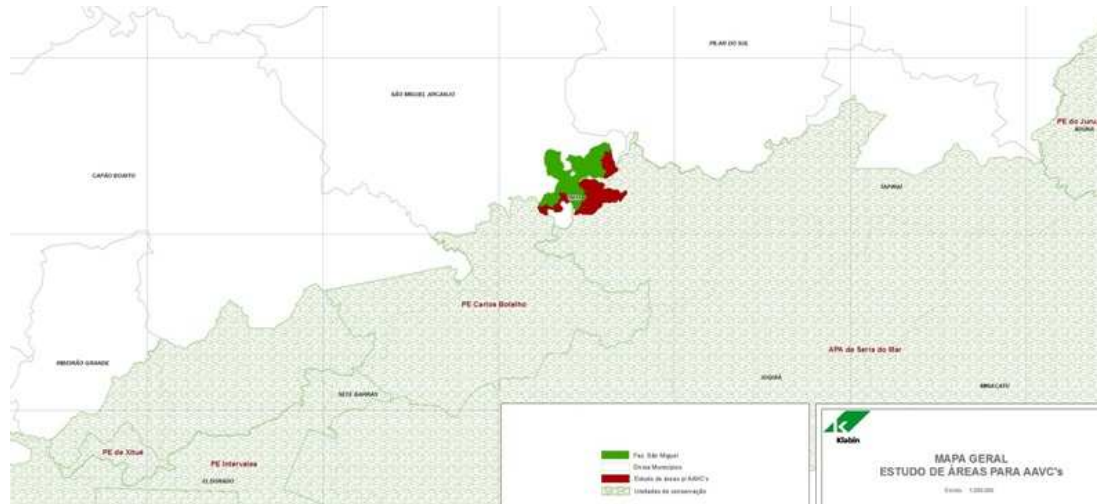 PILAR DO SUL
SÃO MIGUEL ARCANJO
PE do Juru
IBIÚNA
CAPÃO BONITO
TAPIRAÍ
PE Carlos Botelho
APA da Serra do Mar
RIBEIRÃO GRANDE
JUQUIÁ
MIRACATU
SETE BARRAS
PE de Xitué
PE Intervales
ELDORADO
Faz. São Miguel
Divisa Municípios
Estudo de áreas p/ AAVC's
Unidades de conservação
Klabin
MAPA GERAL
ESTUDO DE ÁREAS PARA AAVC's
Escala